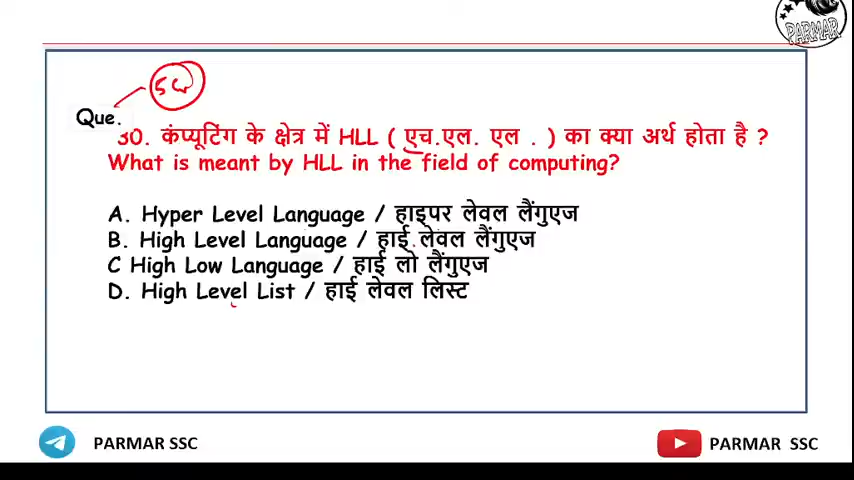 PARMAR
Que.
30. कंप्यूटिंग के क्षेत्र में HLL ( एच.एल. एल . ) का क्या अर्थ होता है ?
What is meant by HLL in the field of computing?
A. Hyper Level Language / हाइपर लेवल लैंगुएज
B. High Level Language / हाई लेवल लैंगुएज
C High Low Language / हाई लो लैंगुएज
D. High Level List / हाई लेवल लिस्ट
PARMAR SSC
PARMAR SSC